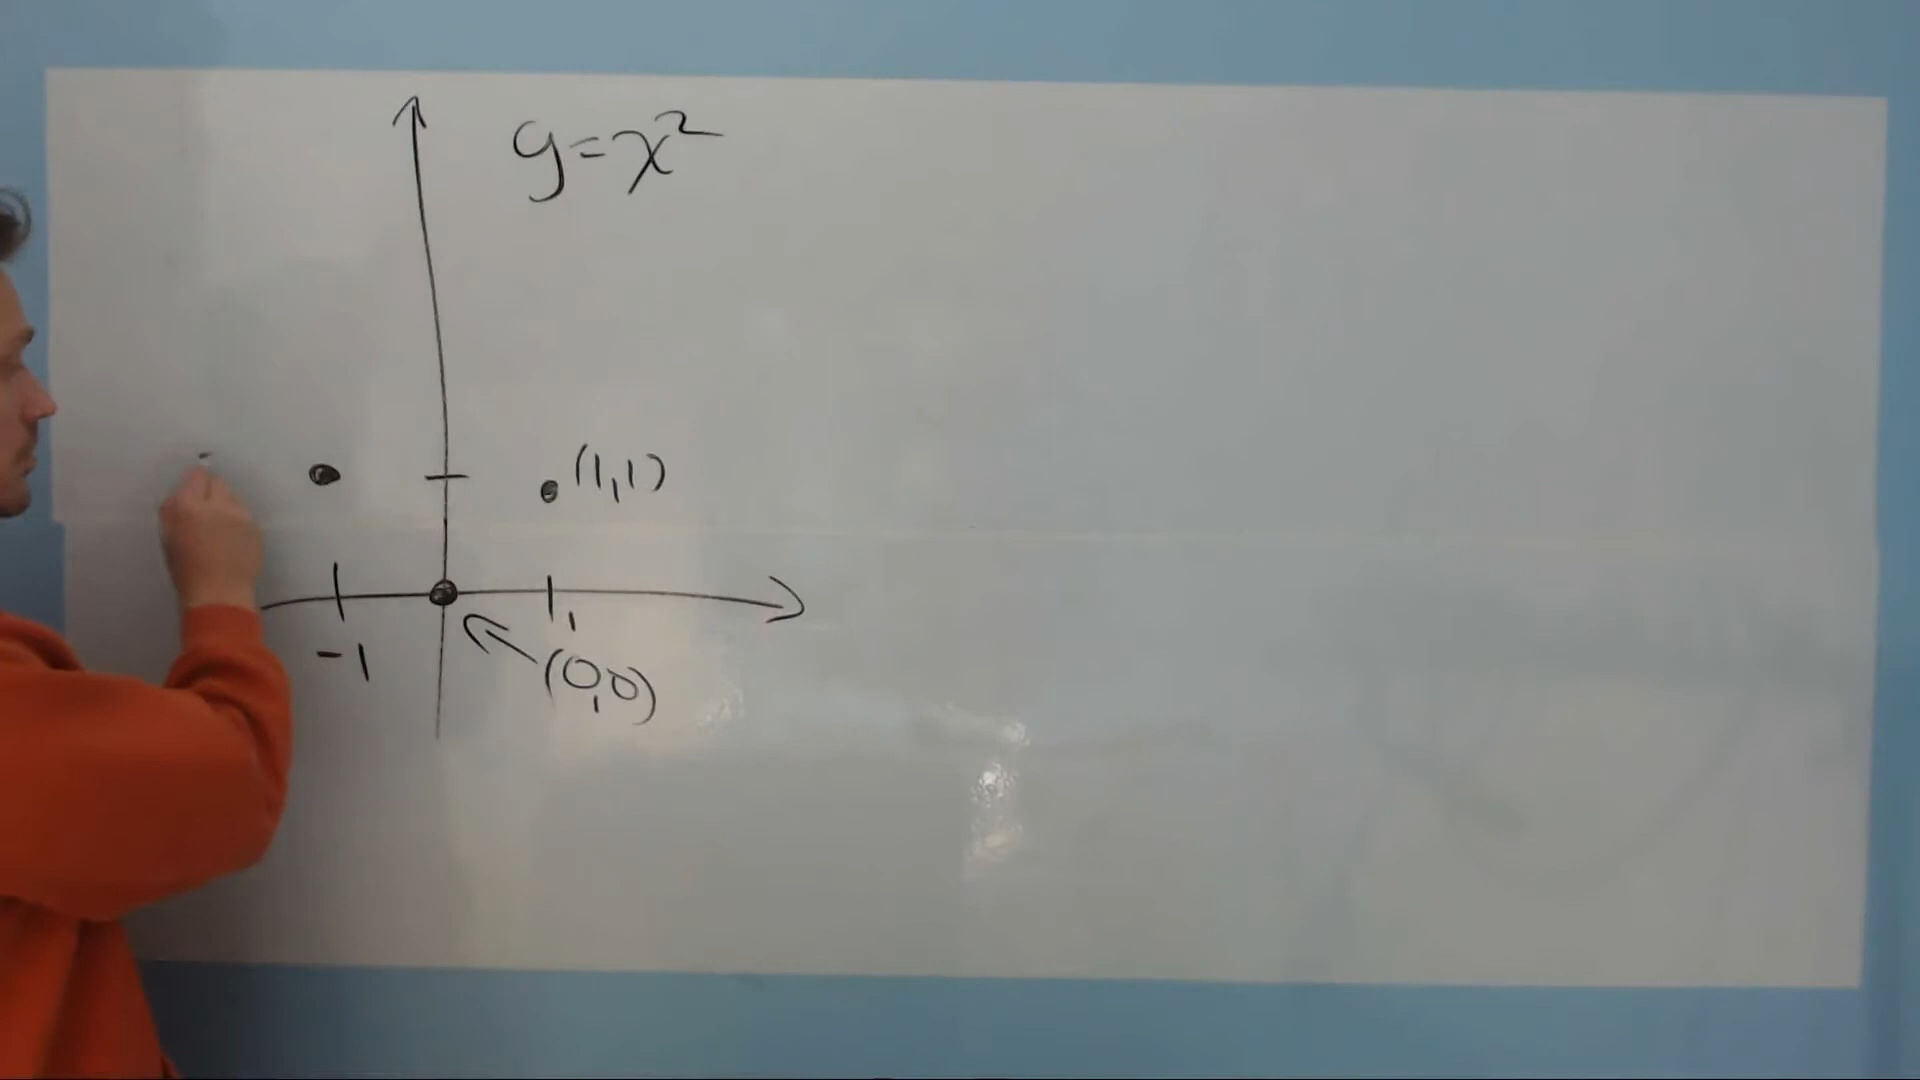 y=x²
(1,1)
-1
1
(0,0)